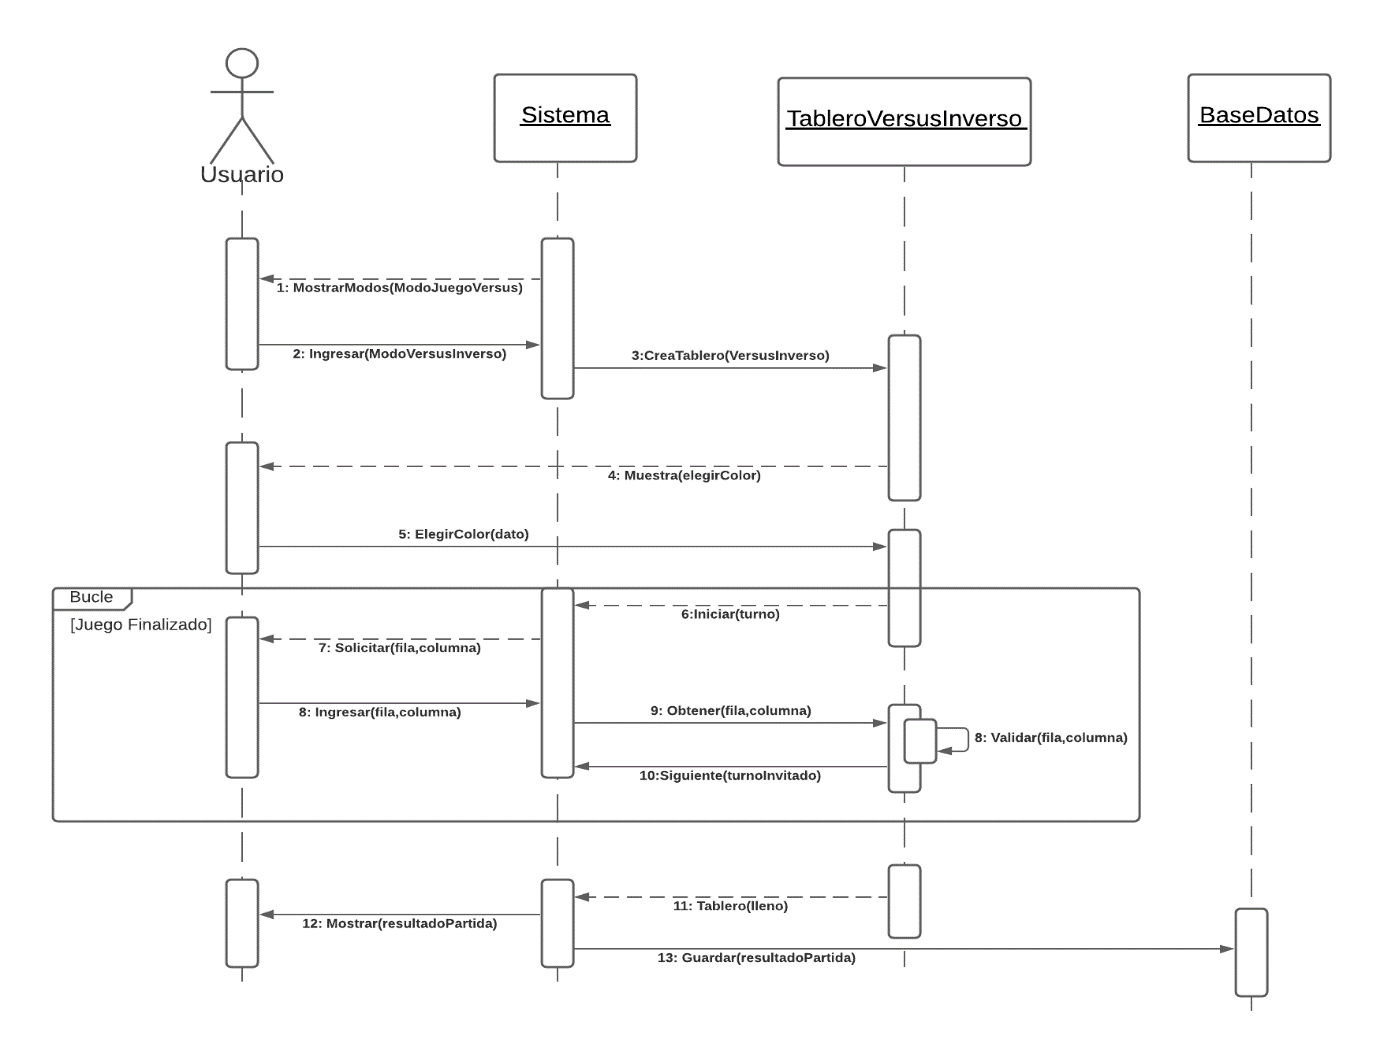 Usuario
Sistema
TableroVersusInverso
BaseDatos
1: MostrarModos(ModoJuegoVersus)
2: Ingresar(ModoVersusInverso)
3:CreaTablero(VersusInverso)
4: Muestra(elegirColor)
5: ElegirColor(dato)
Bucle
[Juego Finalizado]
6:Iniciar(turno)
7: Solicitar(fila,columna)
8: Ingresar(fila,columna)
9: Obtener(fila,columna)
8: Validar(fila,columna)
10:Siguiente(turnoInvitado)
11: Tablero(lleno)
12: Mostrar(resultadoPartida)
13: Guardar(resultadoPartida)